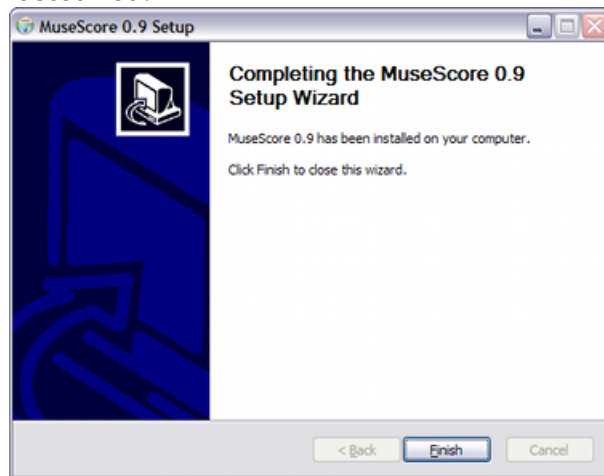 MuseScore 0.9 Setup
Completing the MuseScore 0.9
Setup Wizard
MuseScore 0.9 has been installed on your computer.
Click Finish to close this wizard.
< Back Finish Cancel